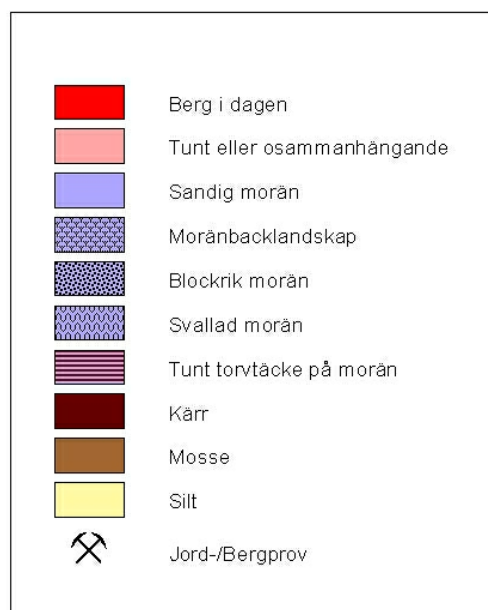 Berg i dagen
Tunt eller osammanhängande
Sandig morän
Moränbacklandskap
Blockrik morän
Svallad morän
Tunt torvtäcke på morän
Kärr
Mosse
Silt
Jord-/Bergprov